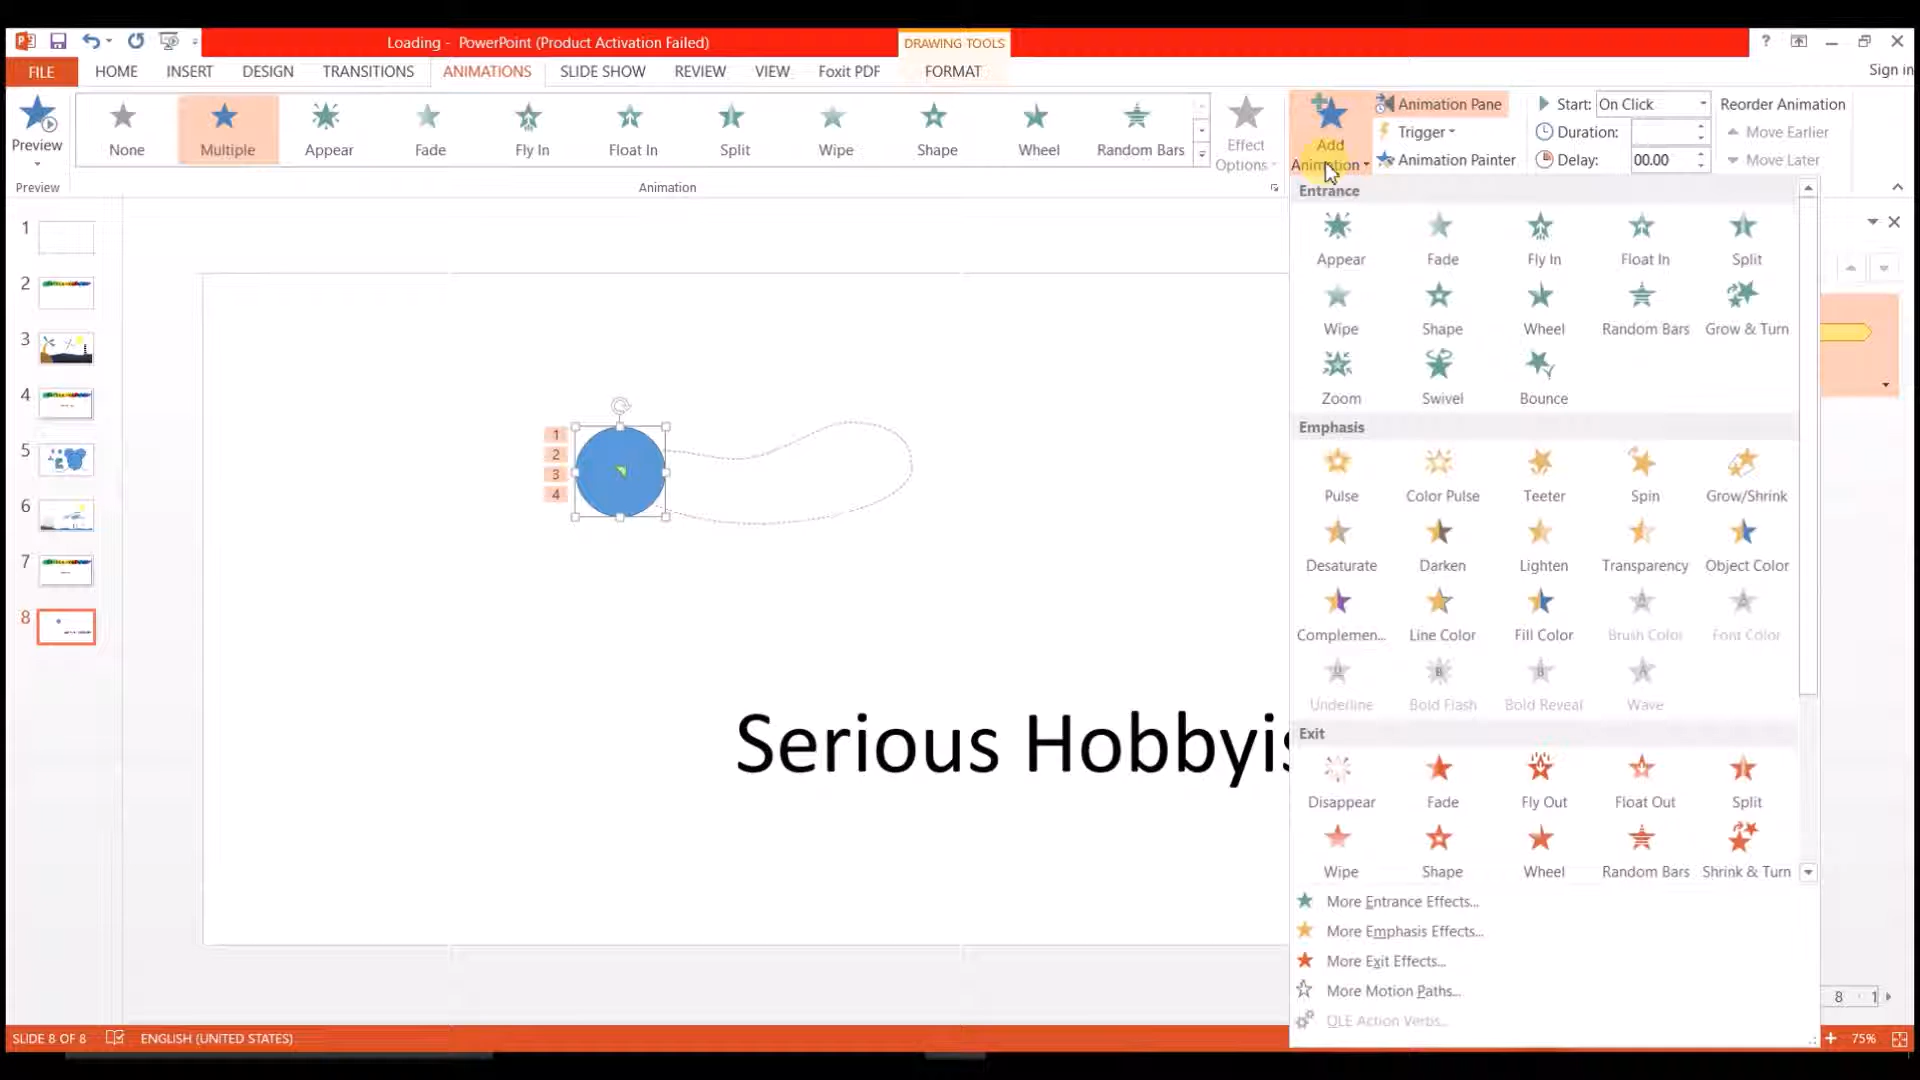 Loading - PowerPoint (Product Activation Failed)
DRAWING TOOLS
?
FILE
HOME
INSERT
DESIGN
TRANSITIONS
ANIMATIONS
SLIDE SHOW
REVIEW
VIEW
Foxit PDF
FORMAT
Sign in
Preview
None
Multiple
Appear
Fade
Fly In
Float In
Split
Wipe
Shape
Wheel
Random Bars
Effect
Options
Add
Animation
Animation Pane
Trigger
Animation Painter
Start: On Click
Duration:
Delay: 00.00
Reorder Animation
Move Earlier
Move Later
Preview
Animation
Entrance
Appear Fade Fly In Float In Split
Wipe Shape Wheel Random Bars Grow & Turn
Zoom Swivel Bounce
Emphasis
Pulse Color Pulse Teeter Spin Grow/Shrink
Desaturate Darken Lighten Transparency Object Color
Complemen... Line Color Fill Color Brush Color Font Color
Underline Bold Flash Bold Reveal Wave
Exit
Disappear Fade Fly Out Float Out Split
Wipe Shape Wheel Random Bars Shrink & Turn
More Entrance Effects...
More Emphasis Effects...
More Exit Effects...
More Motion Paths...
OLE Action Verbs...
1
2
3
4
5
6
7
8
1
2
3
4
Serious Hobbyis
8 1
SLIDE 8 OF 8
ENGLISH (UNITED STATES)
75%